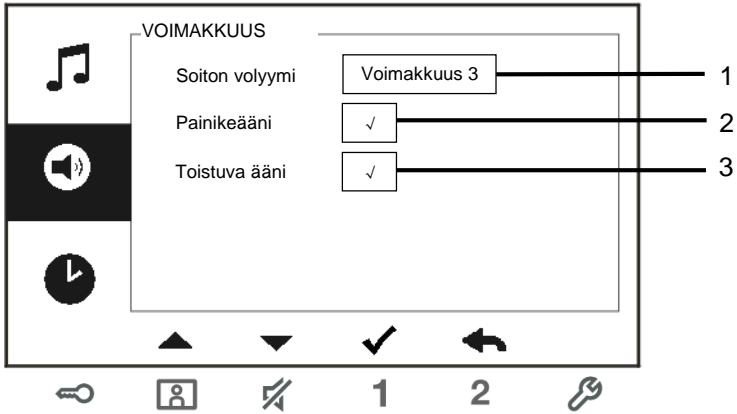 VOIMAKKUUS
Soiton volyymi Voimakkuus 3 1
Painikeääni √ 2
Toistuva ääni √ 3
1 2